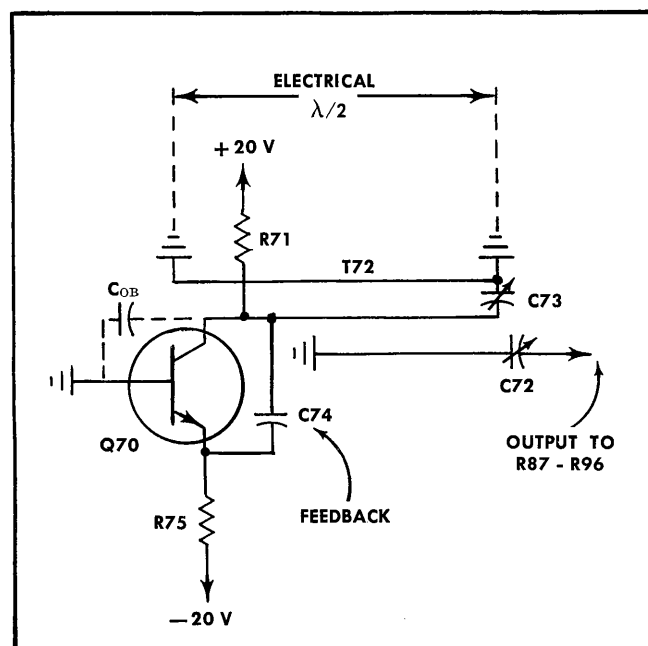 ELECTRICAL
λ/2
+20 V
R71
T72
COB
C73
C72
C74
Q70
OUTPUT TO
R87 - R96
R75
FEEDBACK
—20 V